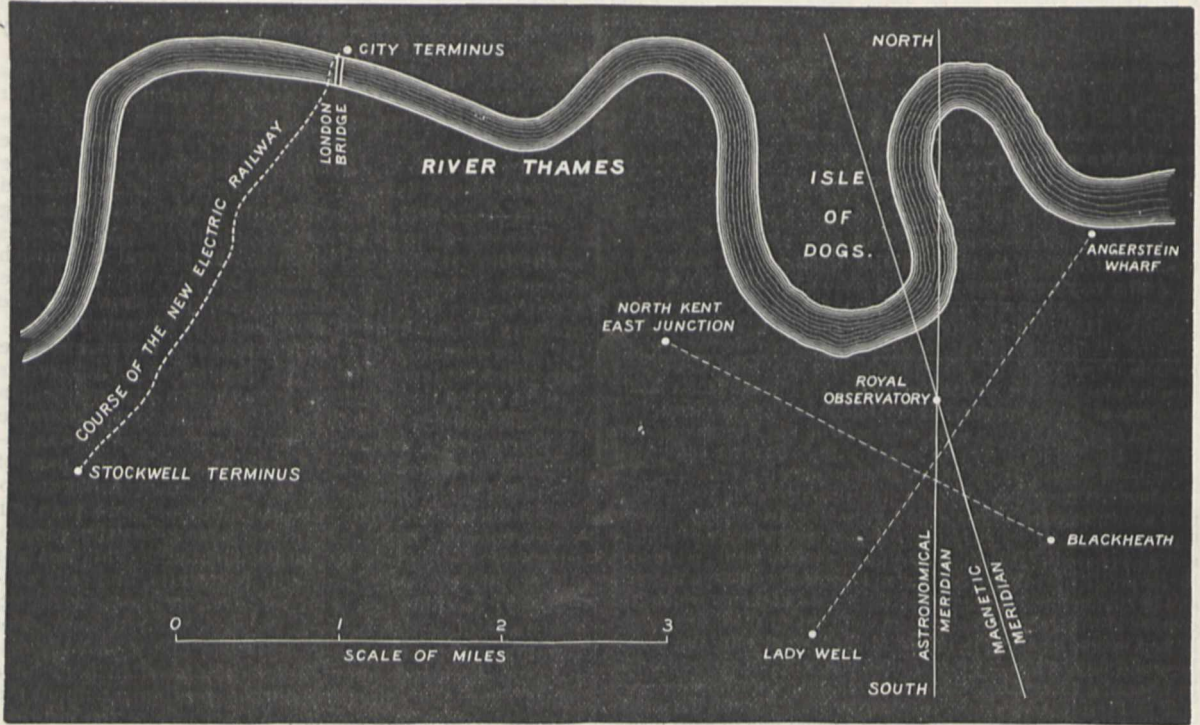 CITY TERMINUS
NORTH
LONDON
BRIDGE
RIVER THAMES
COURSE OF THE NEW ELECTRIC RAILWAY
ISLE
OF
DOGS.
ANGERSTEIN
WHARF
NORTH KENT
EAST JUNCTION
ROYAL
OBSERVATORY
STOCKWELL TERMINUS
BLACKHEATH
ASTRONOMICAL
MERIDIAN
MAGNETIC
MERIDIAN
0 1 2 3
SCALE OF MILES
LADY WELL
SOUTH